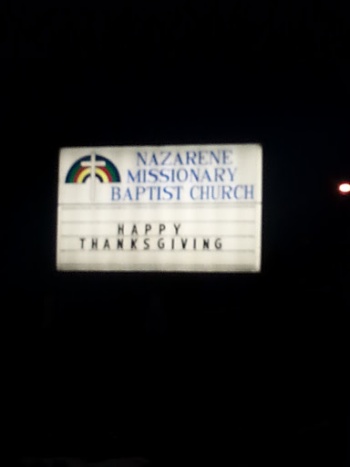 NAZARENE
MISSIONARY
BAPTIST CHURCH
HAPPY
THANKSGIVING